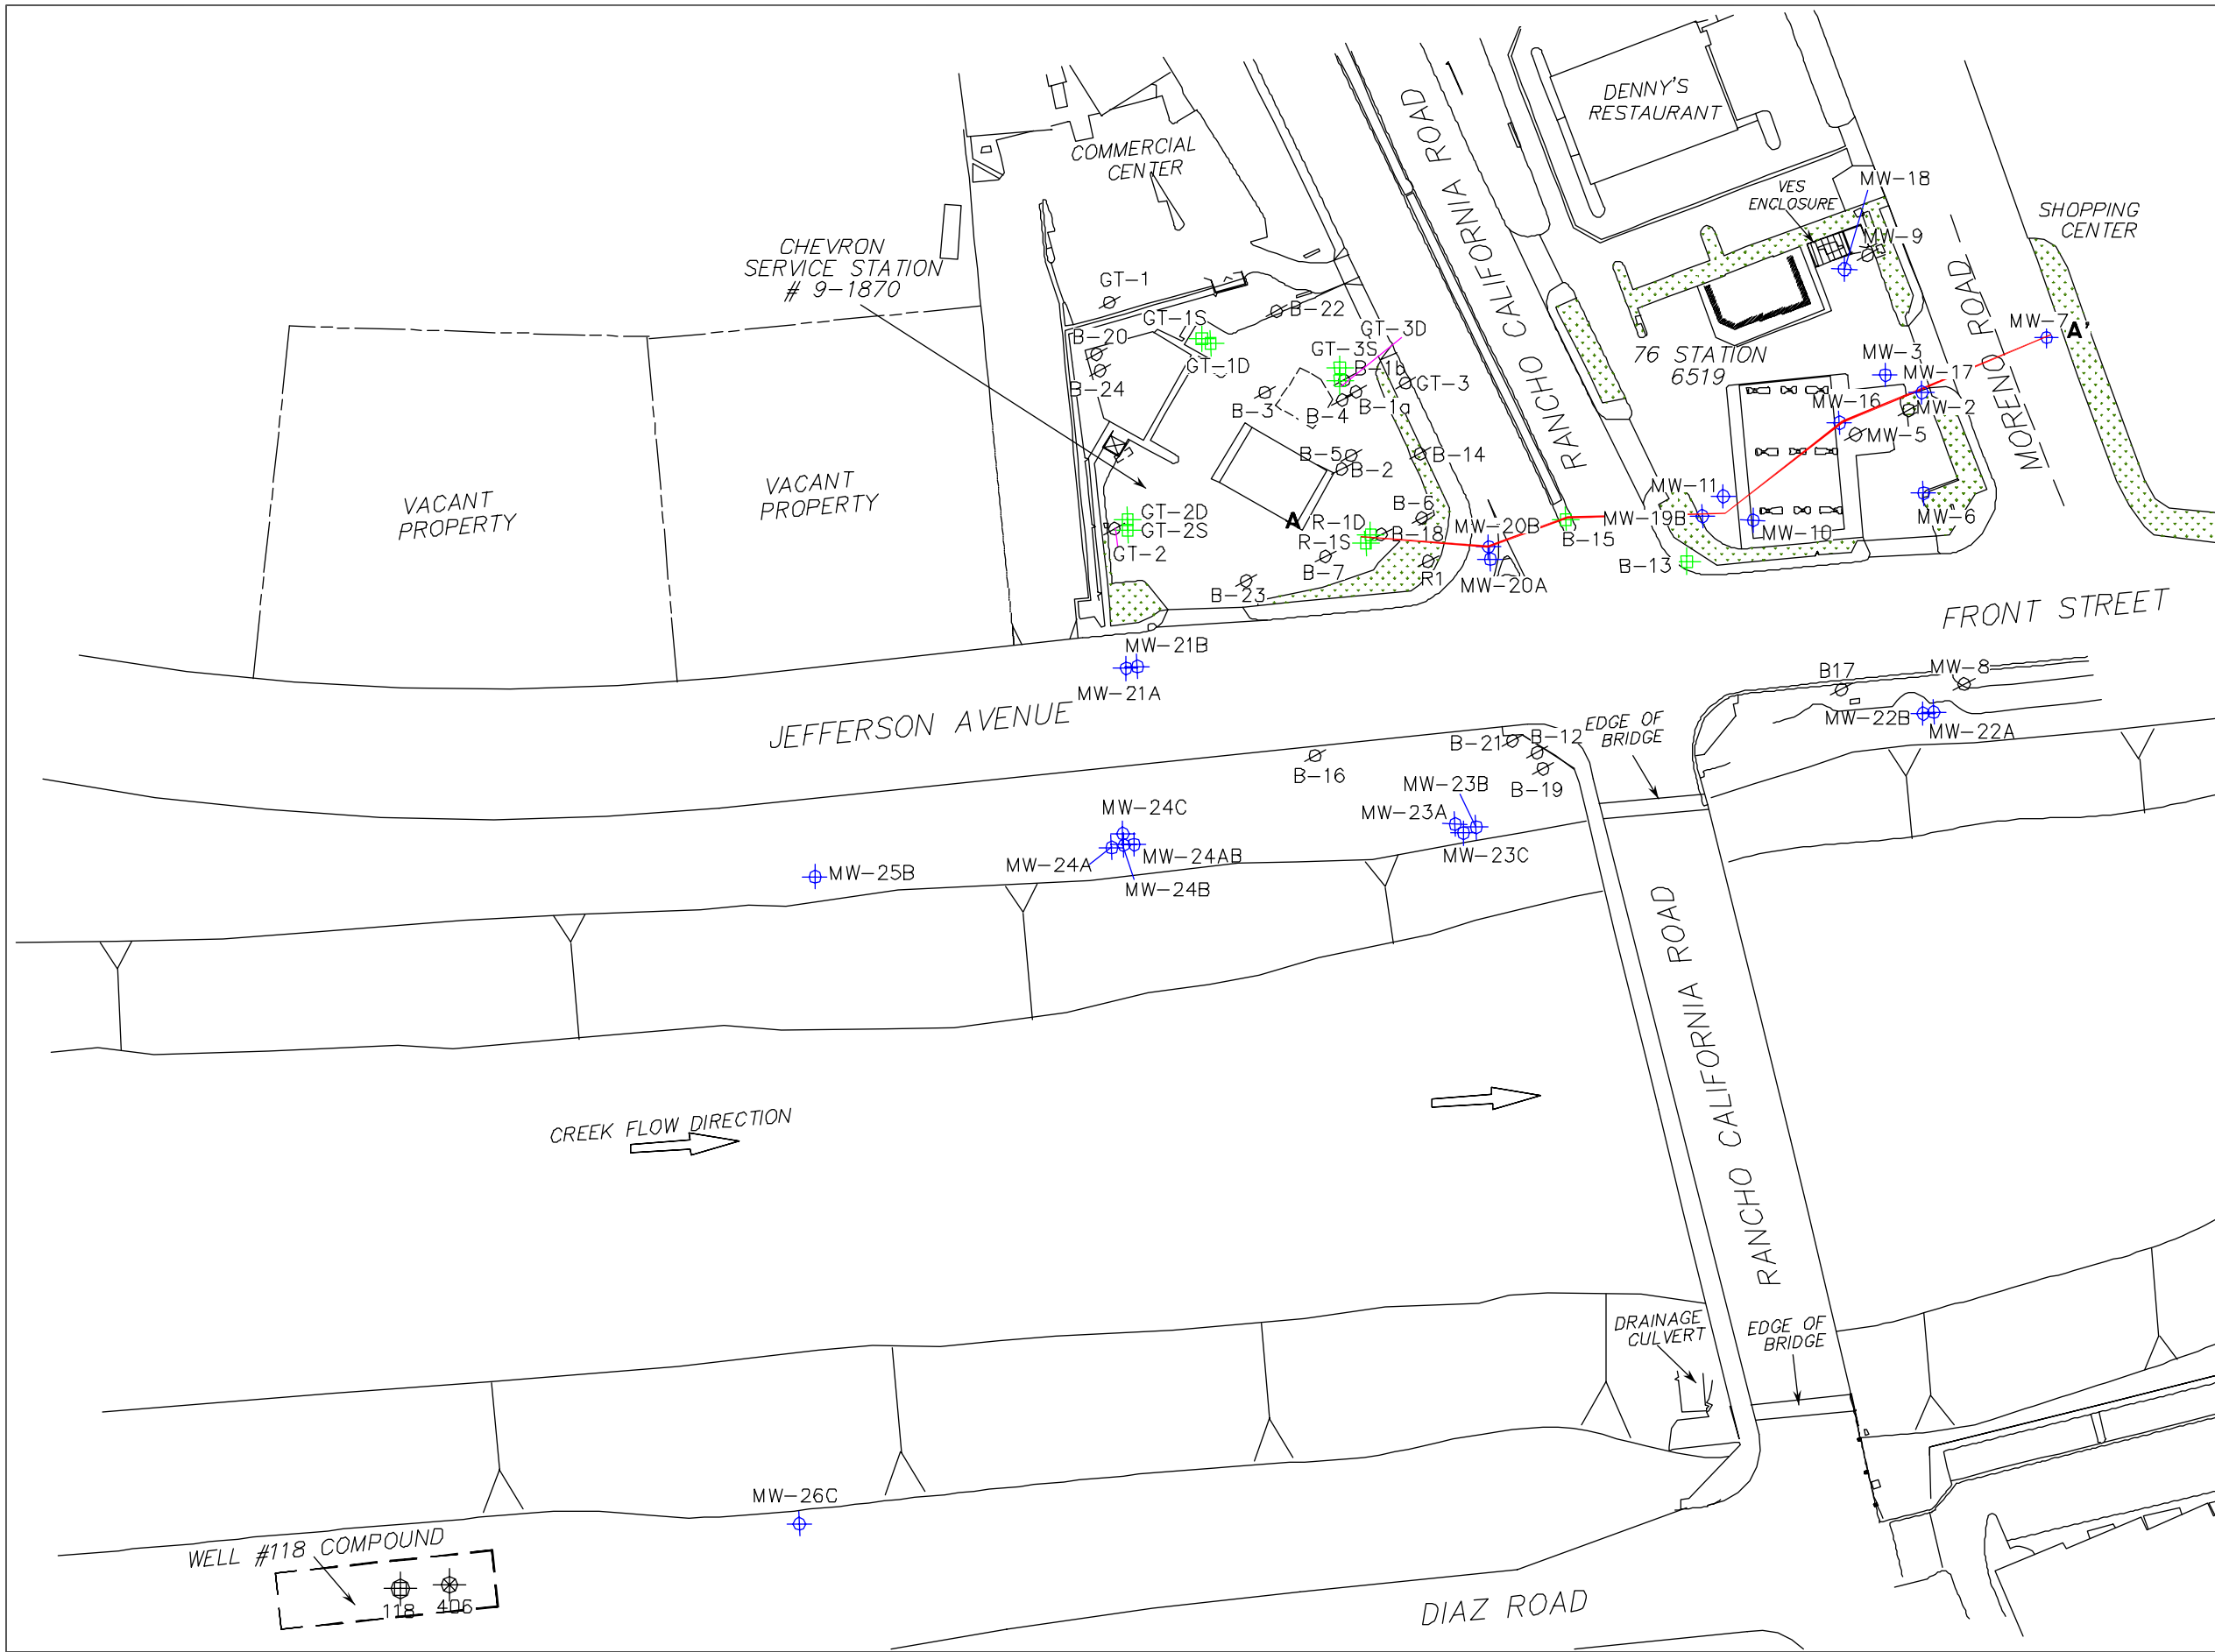 DENNY'S
RESTAURANT
COMMERCIAL
CENTER
RANCHO CALIFORNIA ROAD
MW-18
VES
ENCLOSURE
MW-9
SHOPPING
CENTER
CHEVRON
SERVICE STATION
# 9-1870
GT-1
GT-1S
B-22
GT-3D
MW-7
A'
B-20
GT-3S
76 STATION
6519
MW-3
MORENO ROAD
GT-1D
B-1b
MW-17
B-24
GT-3
B-3
B-4
B-1a
MW-16
MW-2
MW-5
B-5
B-14
B-2
VACANT
PROPERTY
VACANT
PROPERTY
MW-11
B-6
GT-2D
A
R-1D
MW-20B
MW-19B
MW-6
GT-2S
R-1S
B-18
B-15
MW-10
GT-2
B-7
R1
B-13
MW-20A
B-23
FRONT STREET
MW-21B
B17
MW-8
MW-21A
JEFFERSON AVENUE
EDGE OF
BRIDGE
MW-22B
MW-22A
B-21
B-12
B-16
B-19
MW-23B
MW-24C
MW-23A
MW-24A
MW-24AB
MW-23C
MW-25B
MW-24B
RANCHO CALIFORNIA ROAD
CREEK FLOW DIRECTION
DRAINAGE
CULVERT
EDGE OF
BRIDGE
MW-26C
WELL #118 COMPOUND
118
406
DIAZ ROAD